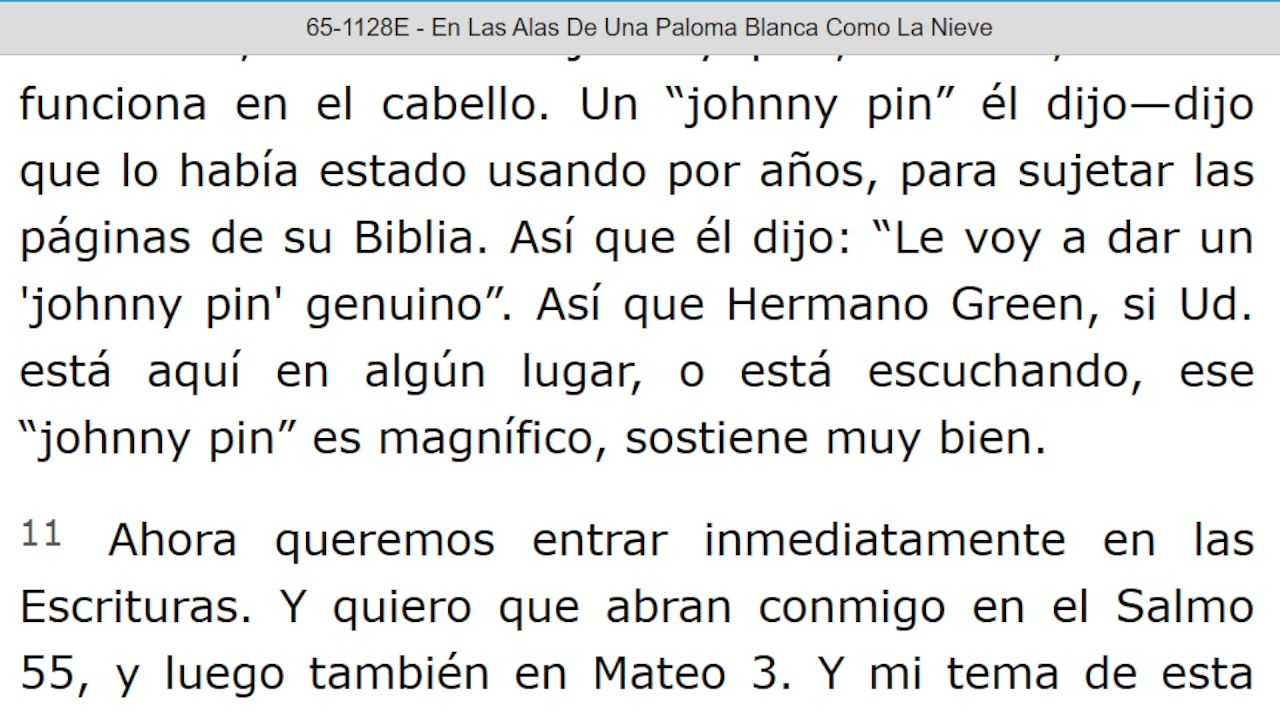 65-1128E - En Las Alas De Una Paloma Blanca Como La Nieve
funciona en el cabello. Un “johnny pin” él dijo—dijo
que lo había estado usando por años, para sujetar las
páginas de su Biblia. Así que él dijo: “Le voy a dar un
'johnny pin' genuino”. Así que Hermano Green, si Ud.
está aquí en algún lugar, o está escuchando, ese
“johnny pin” es magnífico, sostiene muy bien.
11 Ahora queremos entrar inmediatamente en las
Escrituras. Y quiero que abran conmigo en el Salmo
55, y luego también en Mateo 3. Y mi tema de esta